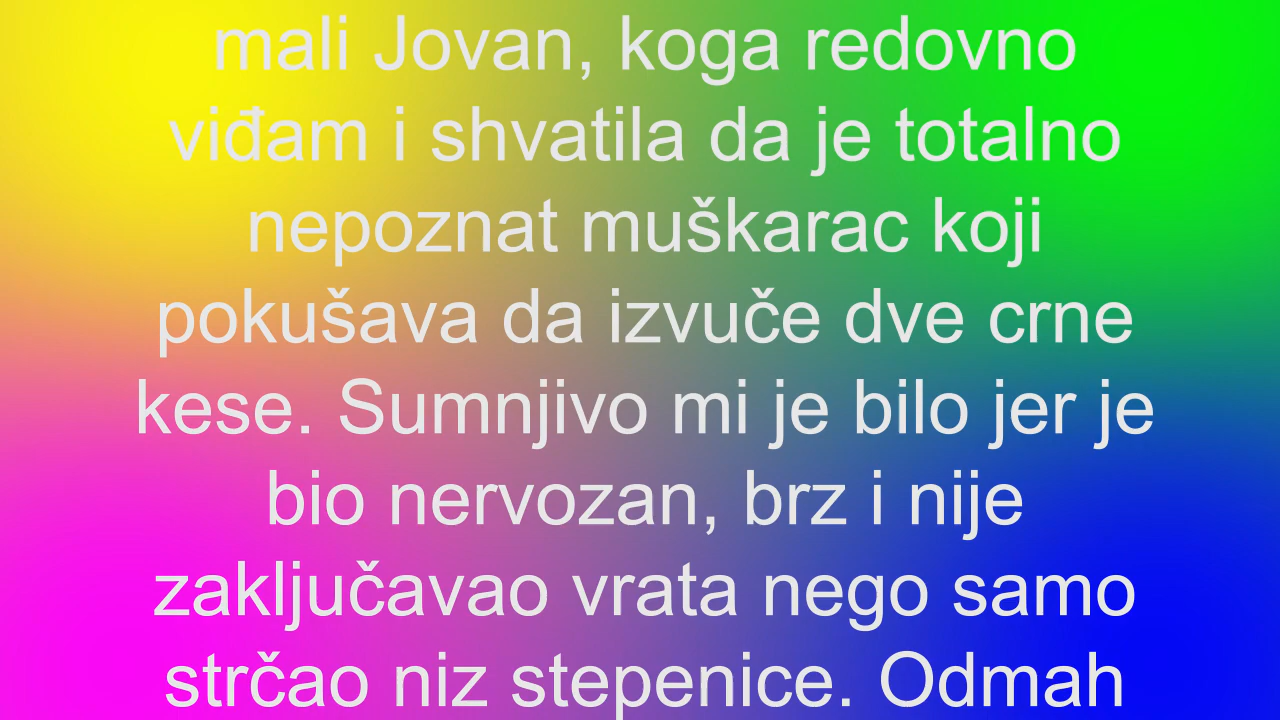 mali Jovan, koga redovno
viđam i shvatila da je totalno
nepoznat muškarac koji
pokušava da izvuče dve crne
kese. Sumnjivo mi je bilo jer je
bio nervozan, brz i nije
zaključavao vrata nego samo
strčao niz stepenice. Odmah